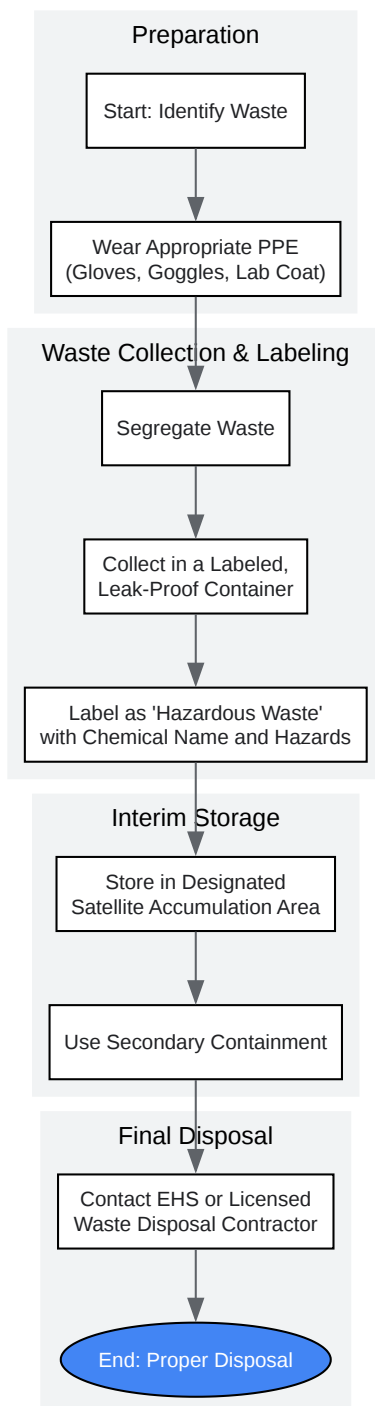 Preparation
Start: Identify Waste
Wear Appropriate PPE
(Gloves, Goggles, Lab Coat)
Waste Collection & Labeling
Segregate Waste
Collect in a Labeled,
Leak-Proof Container
Label as 'Hazardous Waste'
with Chemical Name and Hazards
Interim Storage
Store in Designated
Satellite Accumulation Area
Use Secondary Containment
Final Disposal
Contact EHS or Licensed
Waste Disposal Contractor
End: Proper Disposal